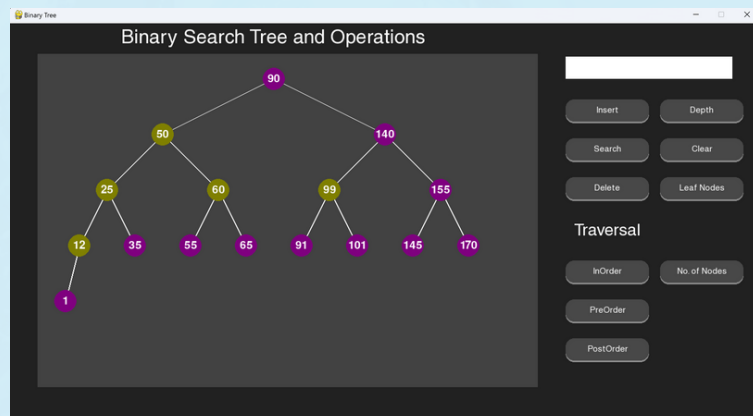 Binary Tree
Binary Search Tree and Operations
90
50 140
25 60 99 155
12 35 55 65 91 101 145 170
1
Insert Depth
Search Clear
Delete Leaf Nodes
Traversal
InOrder No. of Nodes
PreOrder
PostOrder